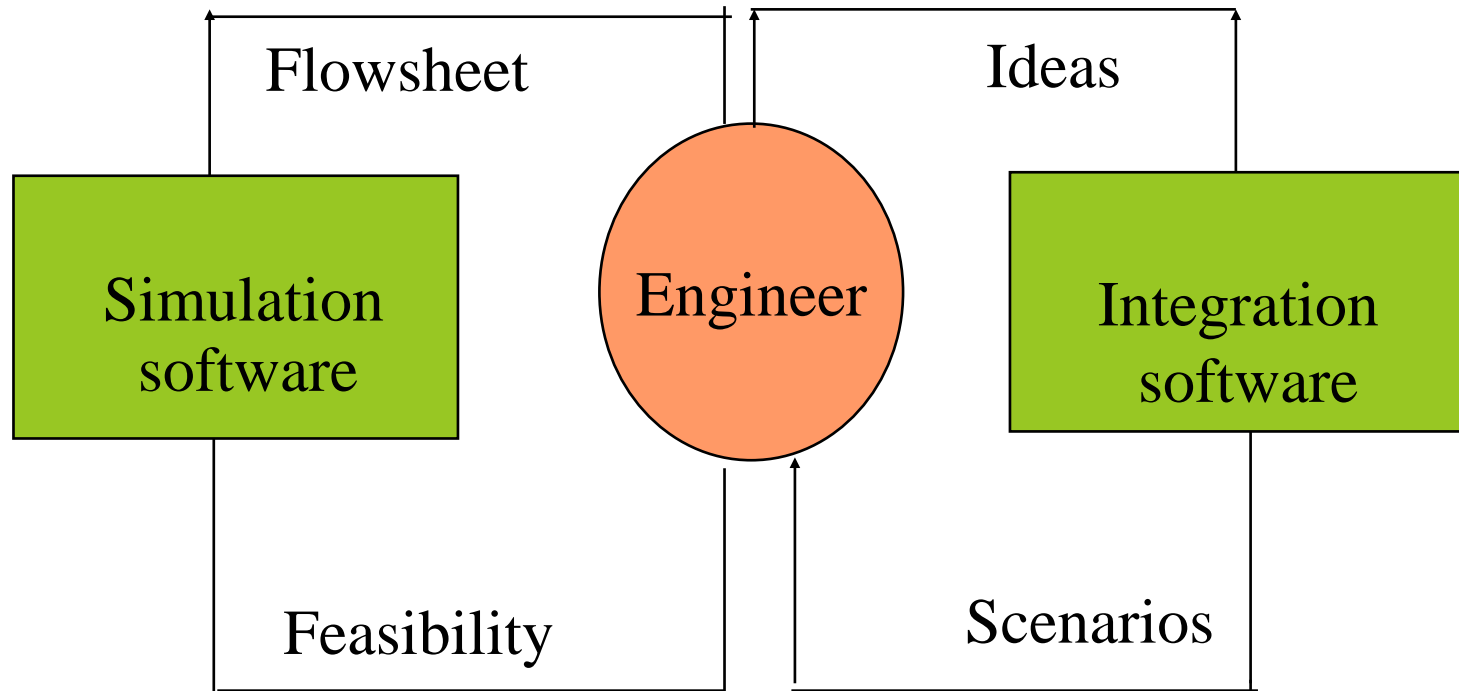 Flowsheet
Ideas
Simulation
software
Engineer
Integration
software
Feasibility
Scenarios